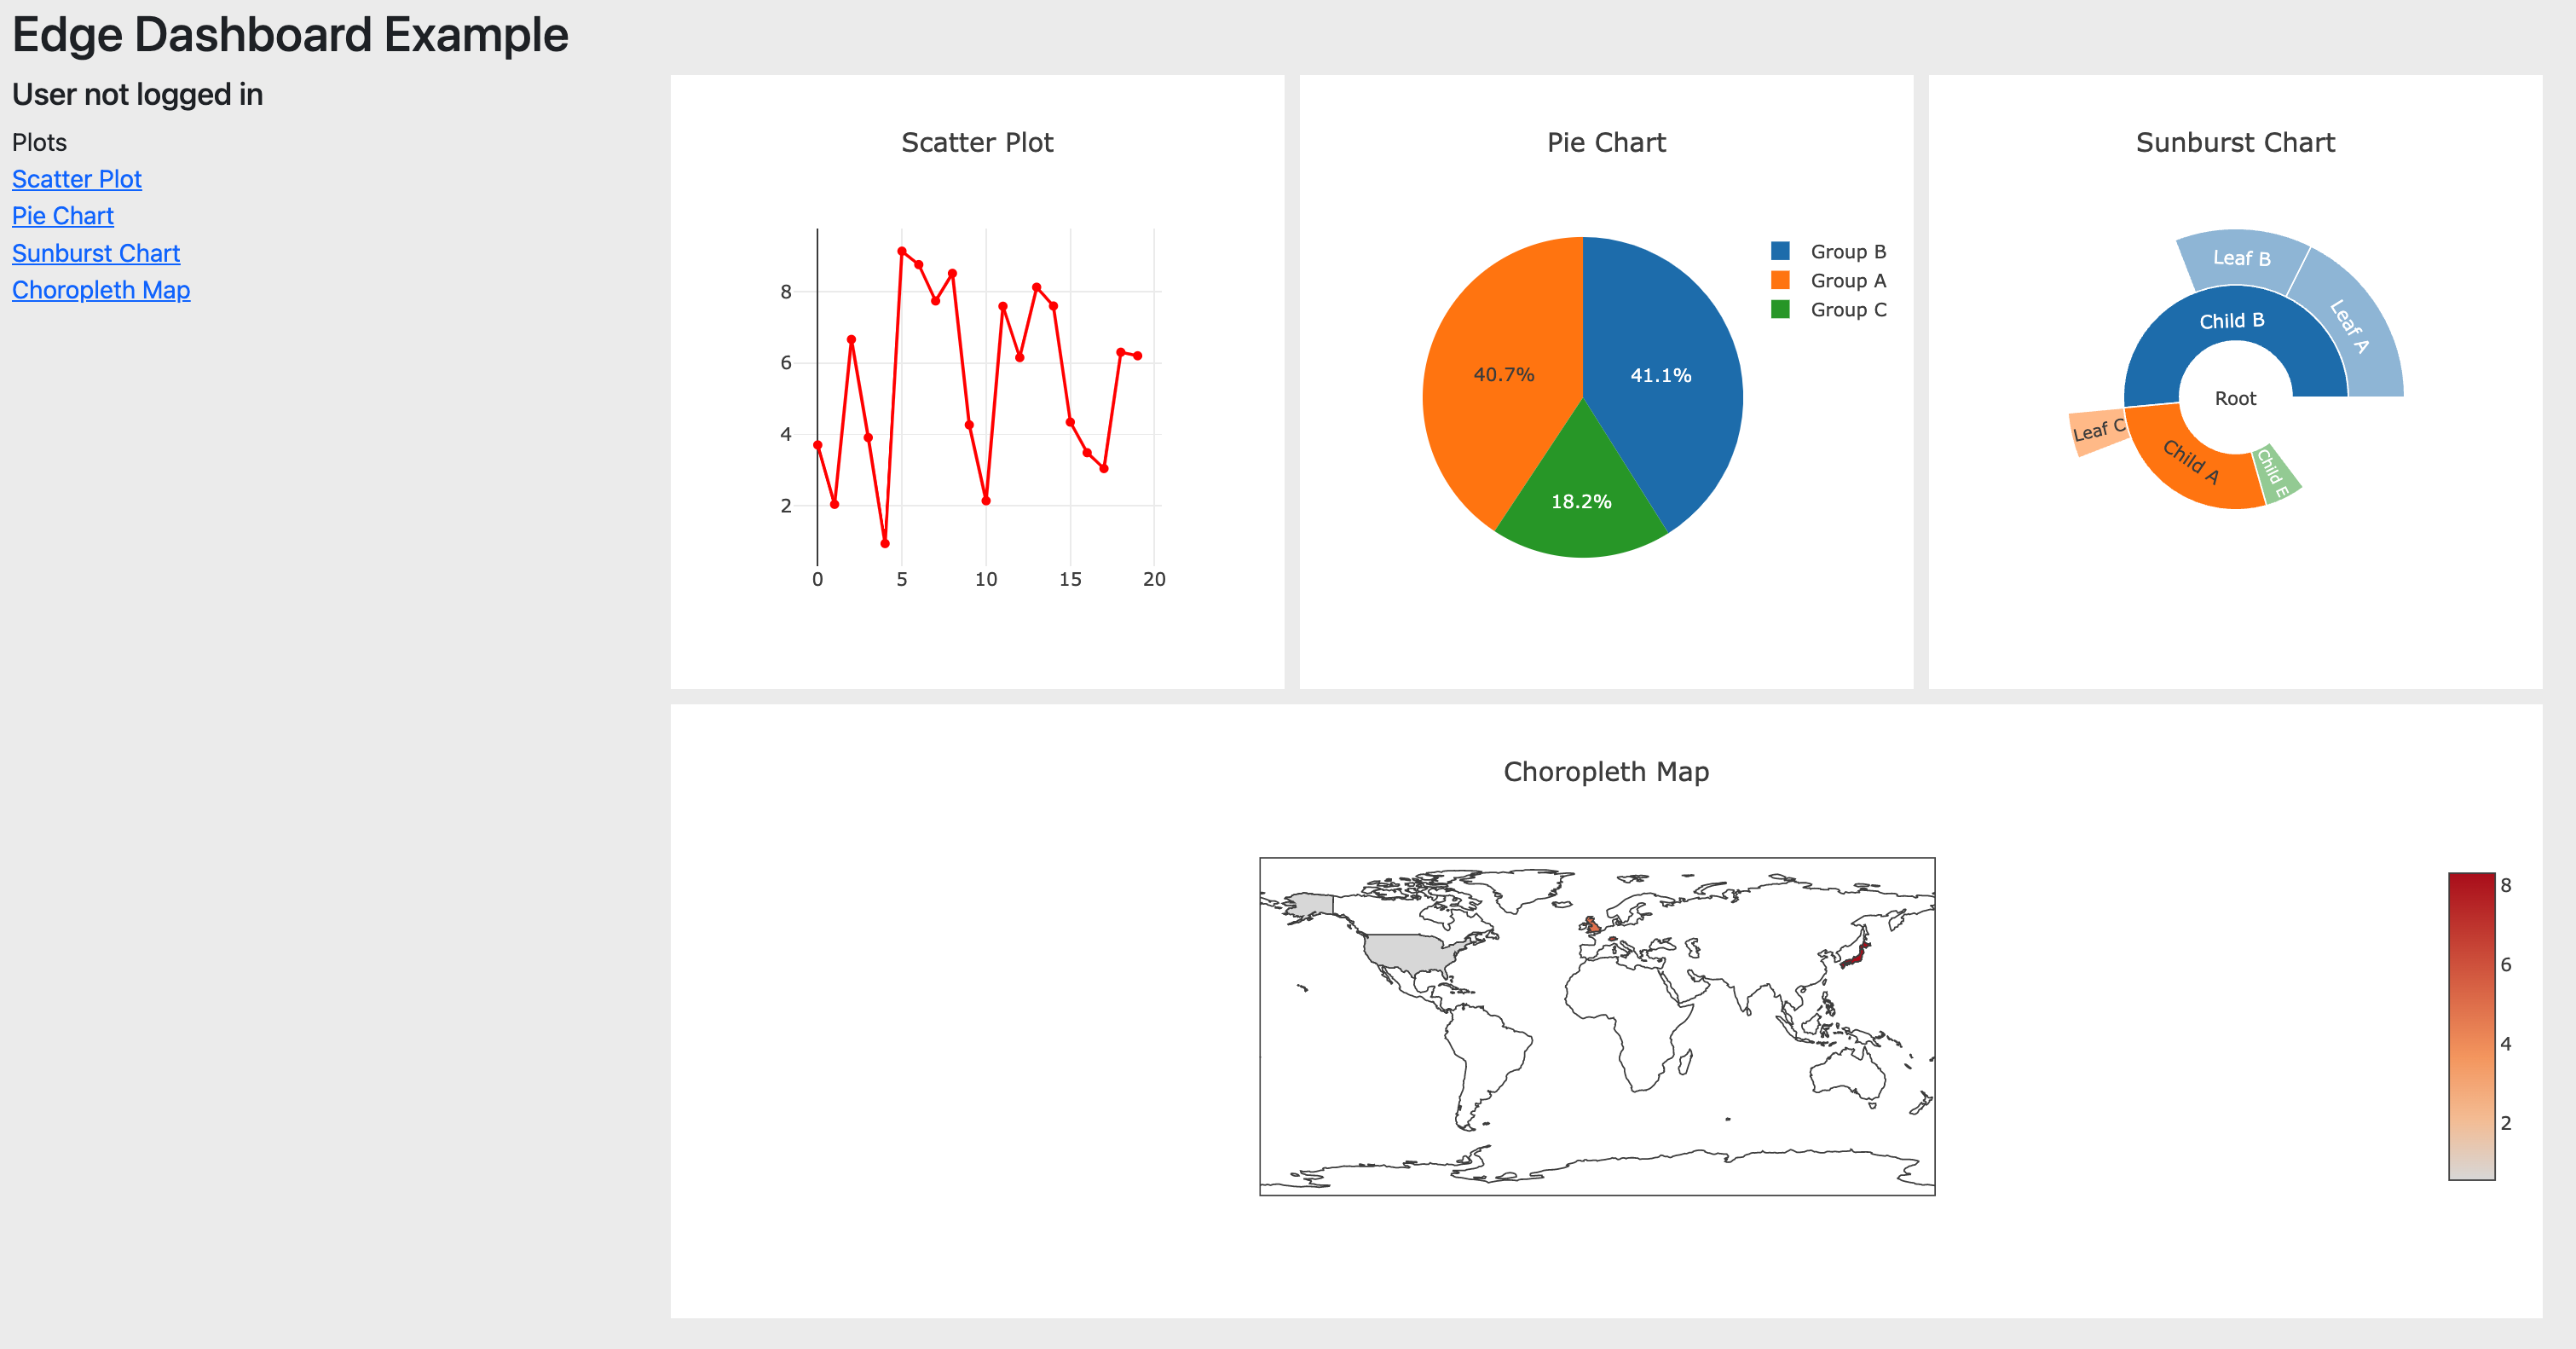 Edge Dashboard Example
User not logged in
Plots
Scatter Plot
Pie Chart
Sunburst Chart
Choropleth Map
Scatter Plot
8
6
4
2
0 5 10 15 20
Pie Chart
Group B
Group A
Group C
40.7%
41.1%
18.2%
Sunburst Chart
Leaf B
Leaf A
Child B
Root
Leaf C
Child A
Child E
Choropleth Map
8
6
4
2